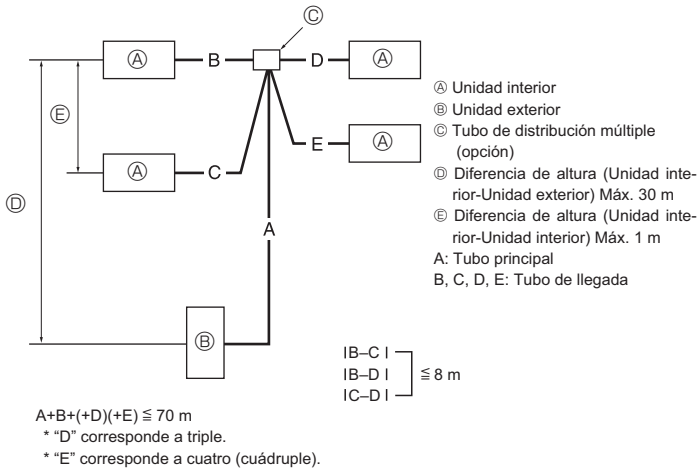 Ⓒ
Ⓐ B D Ⓐ
Ⓔ
E Ⓐ
Ⓐ C
Ⓓ
A
Ⓑ
Ⓐ Unidad interior
Ⓑ Unidad exterior
Ⓒ Tubo de distribución múltiple
(opción)
Ⓓ Diferencia de altura (Unidad inte-
rior-Unidad exterior) Máx. 30 m
Ⓔ Diferencia de altura (Unidad inte-
rior-Unidad interior) Máx. 1 m
A: Tubo principal
B, C, D, E: Tubo de llegada
IB–C I
IB–D I ≦ 8 m
IC–D I
A+B+(+D)(+E) ≦ 70 m
* “D” corresponde a triple.
* “E” corresponde a cuatro (cuádruple).